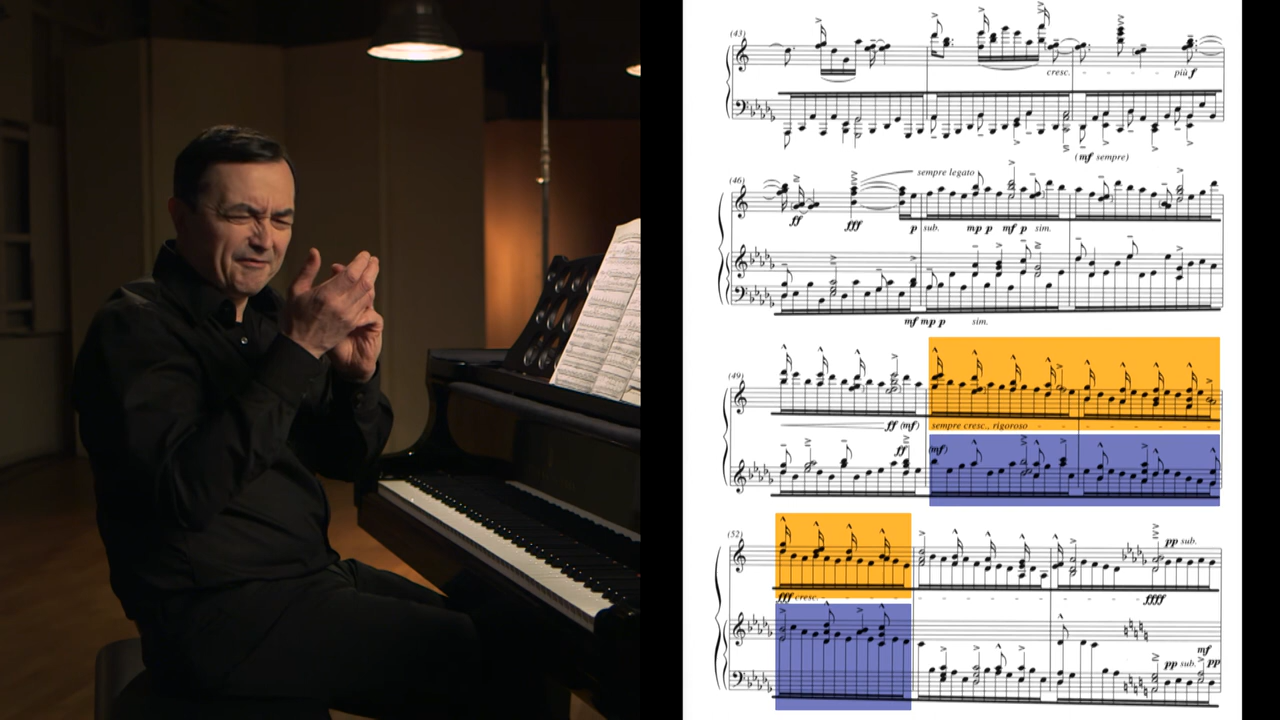 (43)
cresc. - - - - più f
(mf sempre)
(46)
sempre legato
ff fff p sub. mp p mf p sim.
mf mp p sim.
(49)
ff (mf) sempre cresc., rigoroso
ff (mf)
(52)
pp sub.
fff cresc. ffff
mf
pp sub. pp